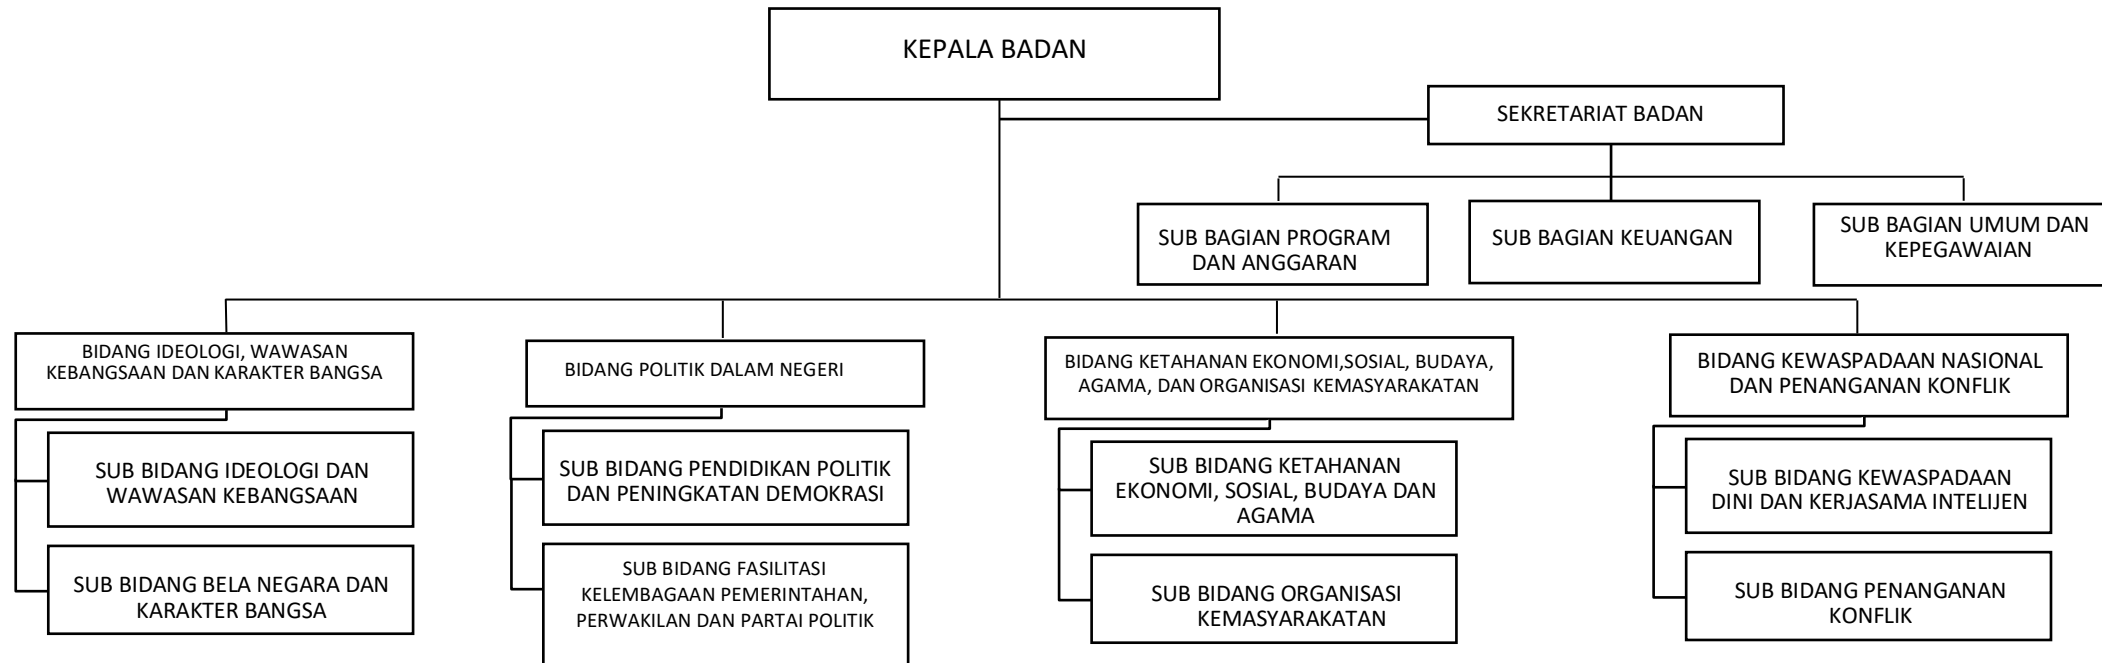 KEPALA BADAN
SEKRETARIAT BADAN
SUB BAGIAN PROGRAM
DAN ANGGARAN
SUB BAGIAN KEUANGAN
SUB BAGIAN UMUM DAN
KEPEGAWAIAN
BIDANG IDEOLOGI, WAWASAN
KEBANGSAAN DAN KARAKTER BANGSA
SUB BIDANG IDEOLOGI DAN
WAWASAN KEBANGSAAN
SUB BIDANG BELA NEGARA DAN
KARAKTER BANGSA
BIDANG POLITIK DALAM NEGERI
SUB BIDANG PENDIDIKAN POLITIK
DAN PENINGKATAN DEMOKRASI
SUB BIDANG FASILITASI
KELEMBAGAAN PEMERINTAHAN,
PERWAKILAN DAN PARTAI POLITIK
BIDANG KETAHANAN EKONOMI,SOSIAL, BUDAYA,
AGAMA, DAN ORGANISASI KEMASYARAKATAN
SUB BIDANG KETAHANAN
EKONOMI, SOSIAL, BUDAYA DAN
AGAMA
SUB BIDANG ORGANISASI
KEMASYARAKATAN
BIDANG KEWASPADAAN NASIONAL
DAN PENANGANAN KONFLIK
SUB BIDANG KEWASPADAAN
DINI DAN KERJASAMA INTELIJEN
SUB BIDANG PENANGANAN
KONFLIK